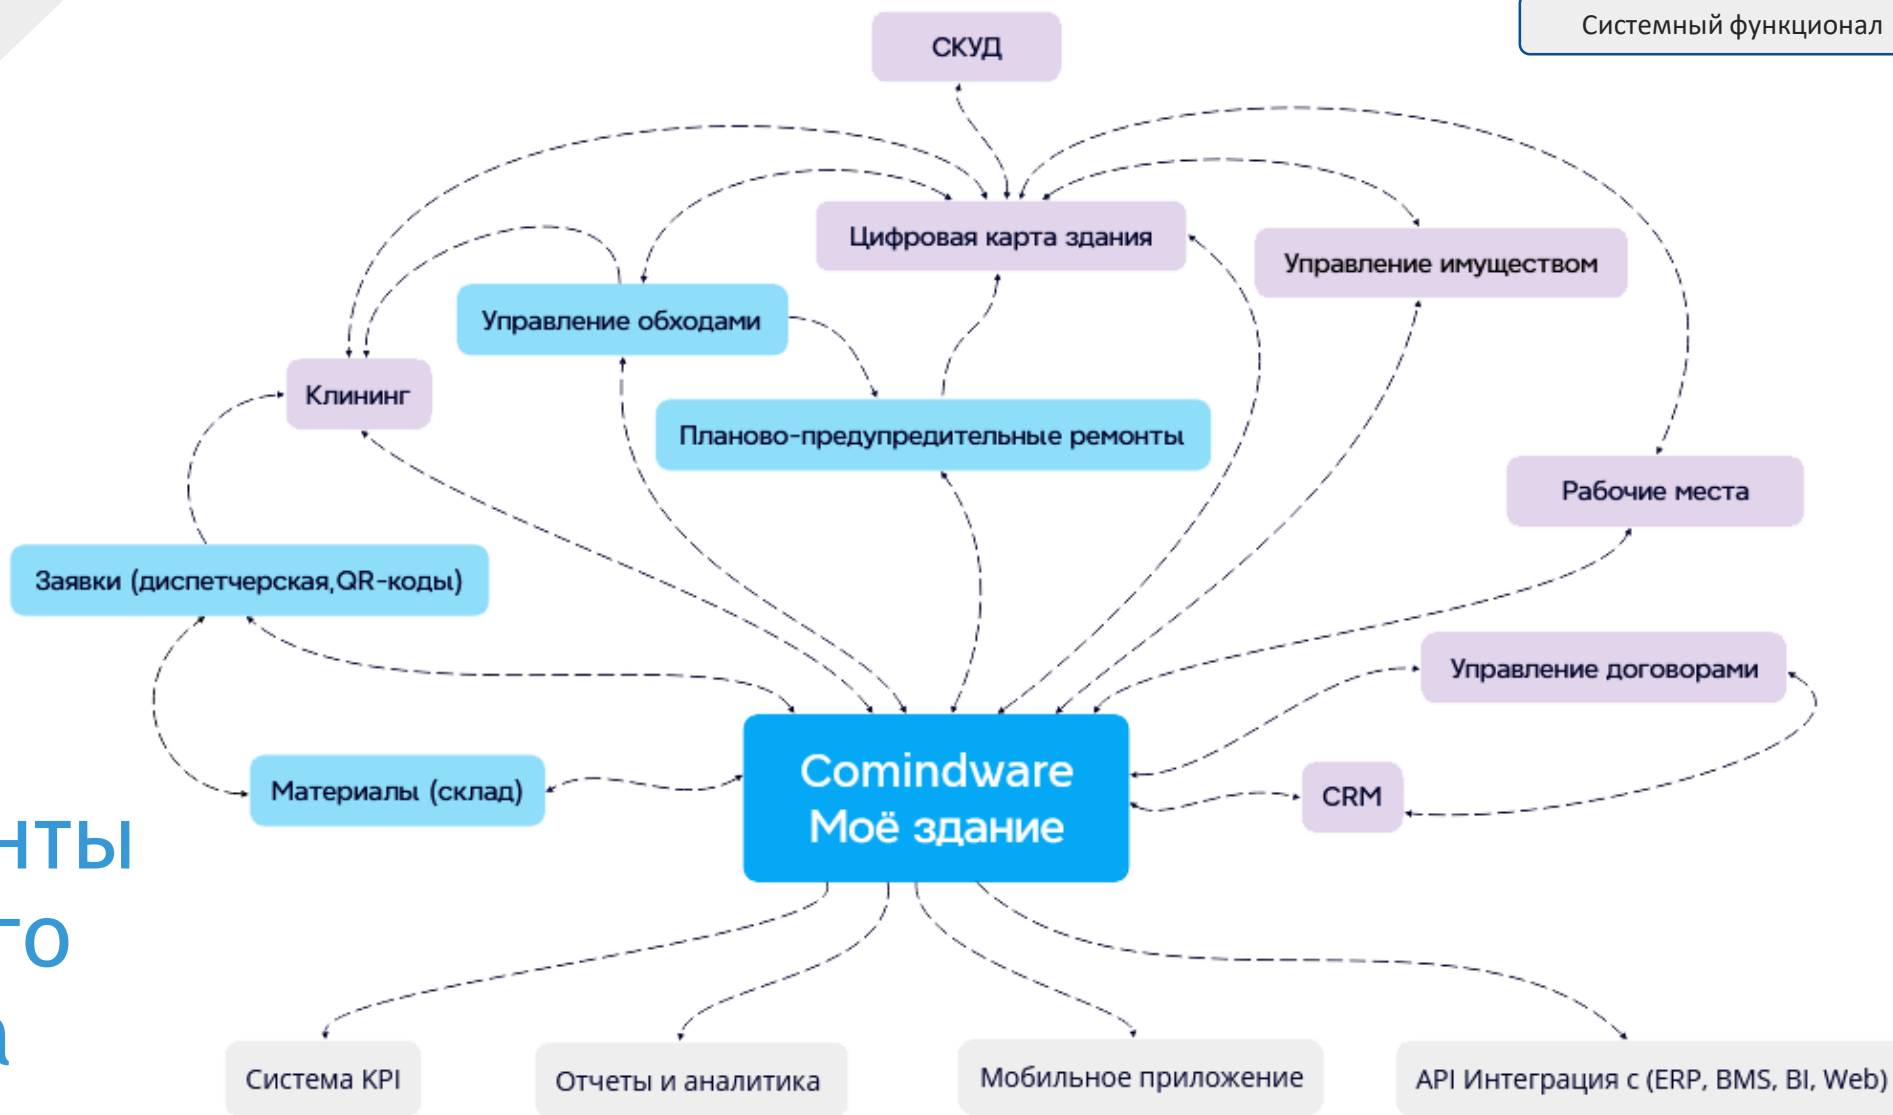 Системный функционал
СКУД
Цифровая карта здания
Управление имуществом
Управление обходами
Клининг
Планово-предупредительные ремонты
Рабочие места
Заявки (диспетчерская,QR-коды)
Управление договорами
Материалы (склад)
Comindware
Моё здание
CRM
нты
го
а
Система KPI
Отчеты и аналитика
Мобильное приложение
API Интеграция с (ERP, BMS, BI, Web)